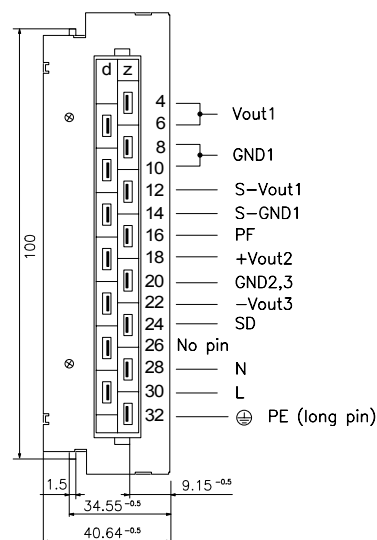 d z
4
Vout1
6
8
GND1
10
12 S-Vout1
14 S-GND1
16 PF
18 +Vout2
20 GND2,3
22 -Vout3
24 SD
26 No pin
28 N
30 L
32 PE (long pin)
100
1.5
9.15 -0.5
34.55 -0.5
40.64 -0.5